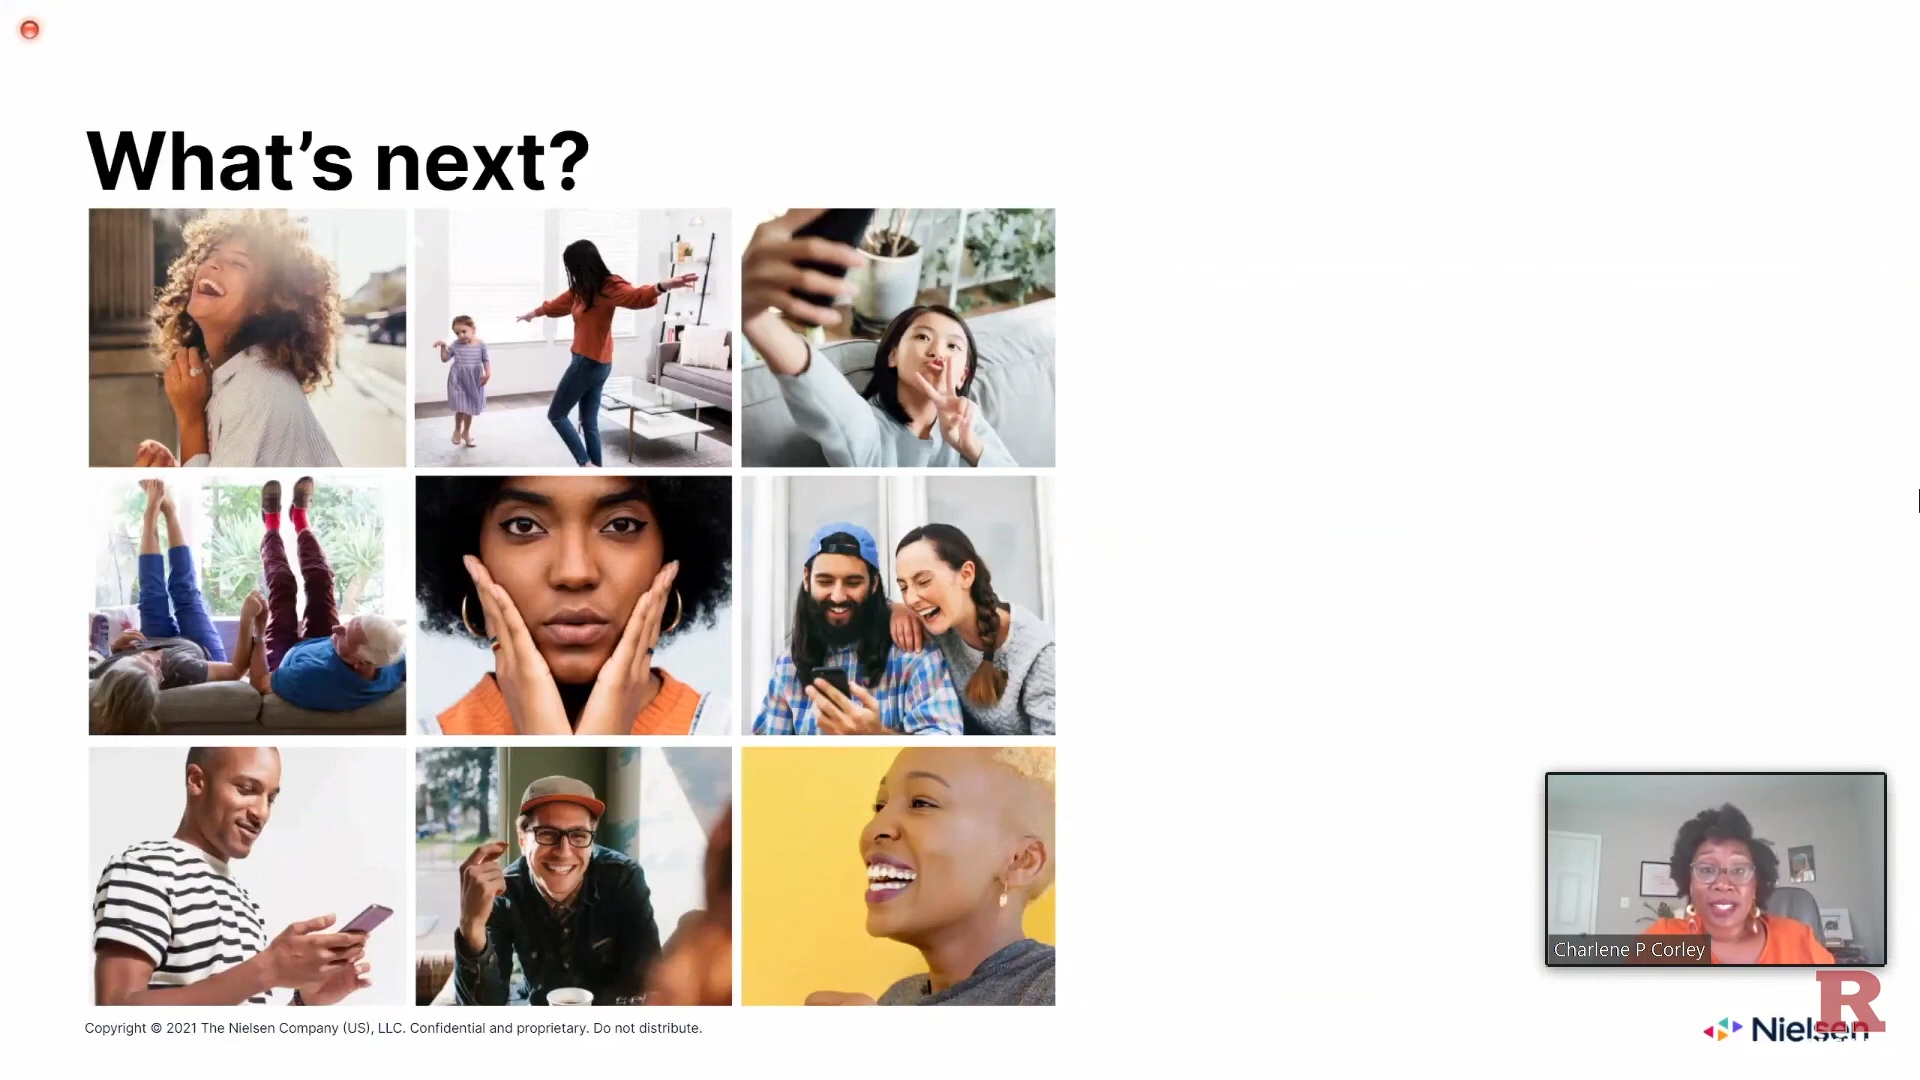 What’s next?
Charlene P Corley
R
Copyright © 2021 The Nielsen Company (US), LLC. Confidential and proprietary. Do not distribute.
Nielsen